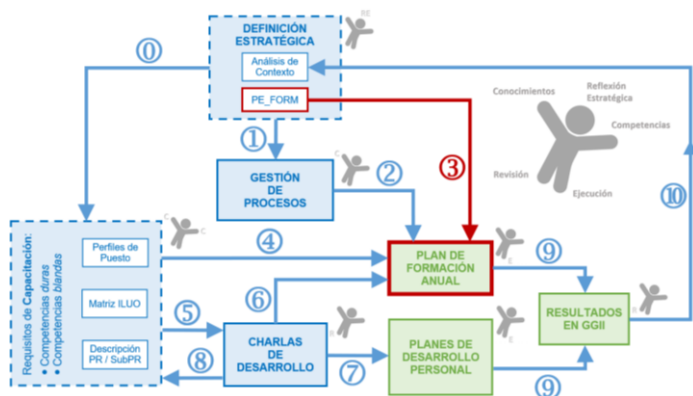 DEFINICIÓN
ESTRATÉGICA
RE
Análisis de
Contexto
PE_FORM
⓪
①
GESTIÓN
DE
PROCESOS
C
②
③
Conocimientos
Reflexión
Estratégica
Competencias
Revisión
Ejecución
⑩
Requisitos de Capacitación:
• Competencias duras
• Competencias blandas
Perfiles de
Puesto
Matriz ILUO
Descripción
PR / SubPR
C
C
④
⑤
⑥
⑧
CHARLAS
DE
DESARROLLO
R
⑦
PLAN DE
FORMACIÓN
ANUAL
E
⑨
PLANES DE
DESARROLLO
PERSONAL
E
⑨
RESULTADOS
EN GGII
R